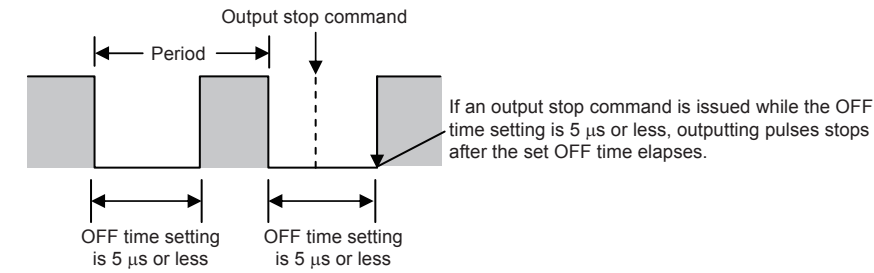 Output stop command
Period
If an output stop command is issued while the OFF
time setting is 5 μs or less, outputting pulses stops
after the set OFF time elapses.
OFF time setting
is 5 μs or less
OFF time setting
is 5 μs or less